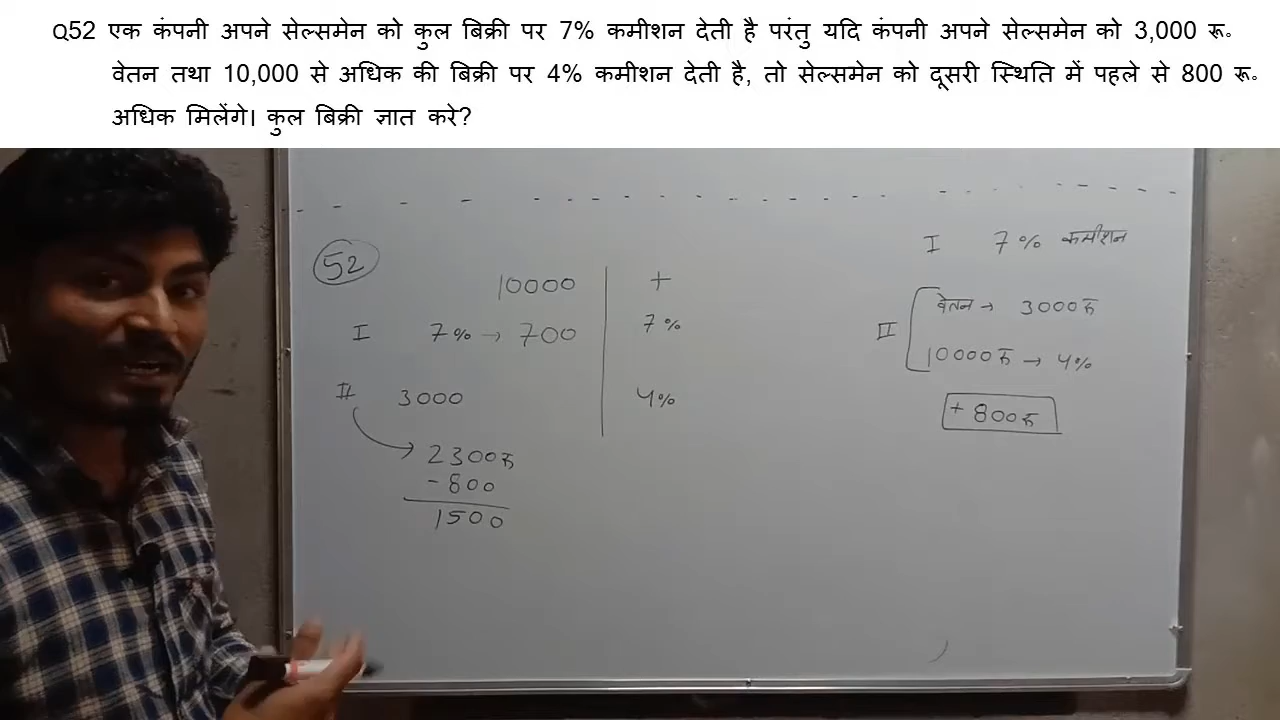 Q52 एक कंपनी अपने सेल्समेन को कुल बिक्री पर 7% कमीशन देती है परंतु यदि कंपनी अपने सेल्समेन को 3,000 रू॰
वेतन तथा 10,000 से अधिक की बिक्री पर 4% कमीशन देती है, तो सेल्समेन को दूसरी स्थिति में पहले से 800 रू॰
अधिक मिलेंगे। कुल बिक्री ज्ञात करे?
52
10000 +
I 7% → 700 7%
II 3000 4%
2300रु
-800
1500
I 7% कमीशन
II वेतन → 3000रु
10000रु → 4%
+ 800रु